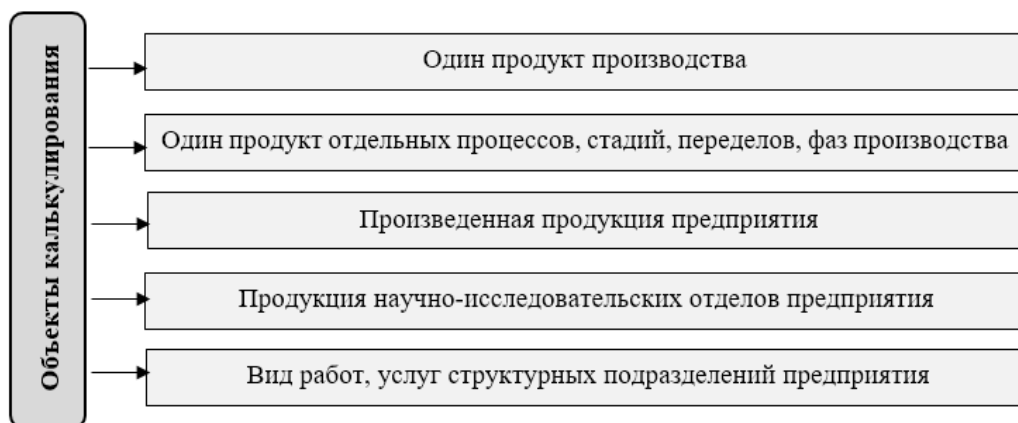 Объекты калькулирования
Один продукт производства
Один продукт отдельных процессов, стадий, переделов, фаз производства
Произведенная продукция предприятия
Продукция научно-исследовательских отделов предприятия
Вид работ, услуг структурных подразделений предприятия